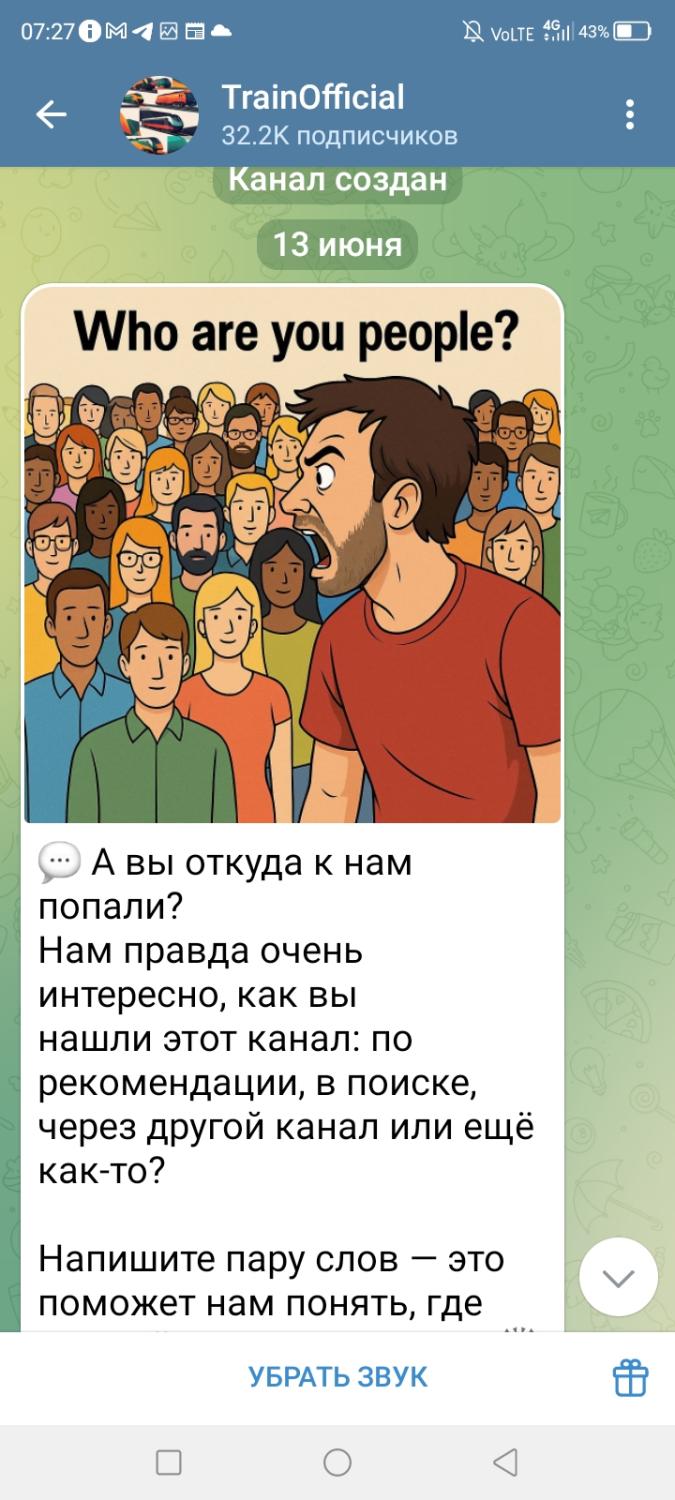 07:27
VoLTE 4G 43%
TrainOfficial
32.2K подписчиков
Канал создан
13 июня
Who are you people?
💬 А вы откуда к нам
попали?
Нам правда очень
интересно, как вы
нашли этот канал: по
рекомендации, в поиске,
через другой канал или ещё
как-то?
Напишите пару слов — это
поможет нам понять, где
УБРАТЬ ЗВУК